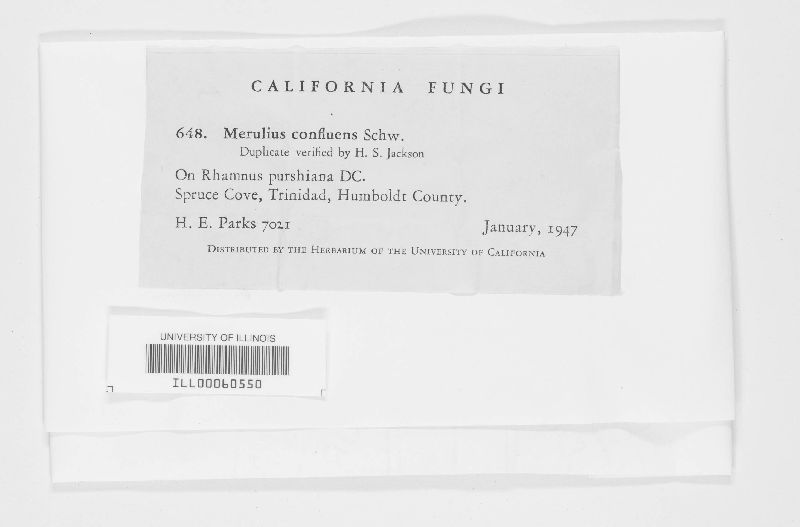 CALIFORNIA FUNGI
648. Merulius confluens Schw.
Duplicate verified by H. S. Jackson
On Rhamnus purshiana DC.
Spruce Cove, Trinidad, Humboldt County.
H. E. Parks 7021 January, 1947
DISTRIBUTED BY THE HERBARIUM OF THE UNIVERSITY OF CALIFORNIA
UNIVERSITY OF ILLINOIS
ILL00060550